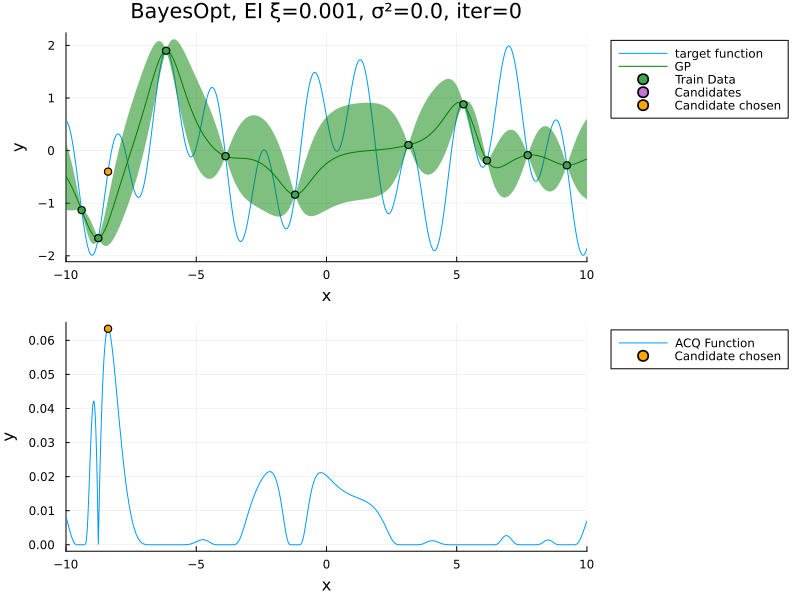 BayesOpt, EI ξ=0.001, σ²=0.0, iter=0
2
1
0
−1
−2
y
−10
−5
0
5
10
x
target function
GP
Train Data
Candidates
Candidate chosen
0.06
0.05
0.04
0.03
0.02
0.01
0.00
y
−10
−5
0
5
10
x
ACQ Function
Candidate chosen